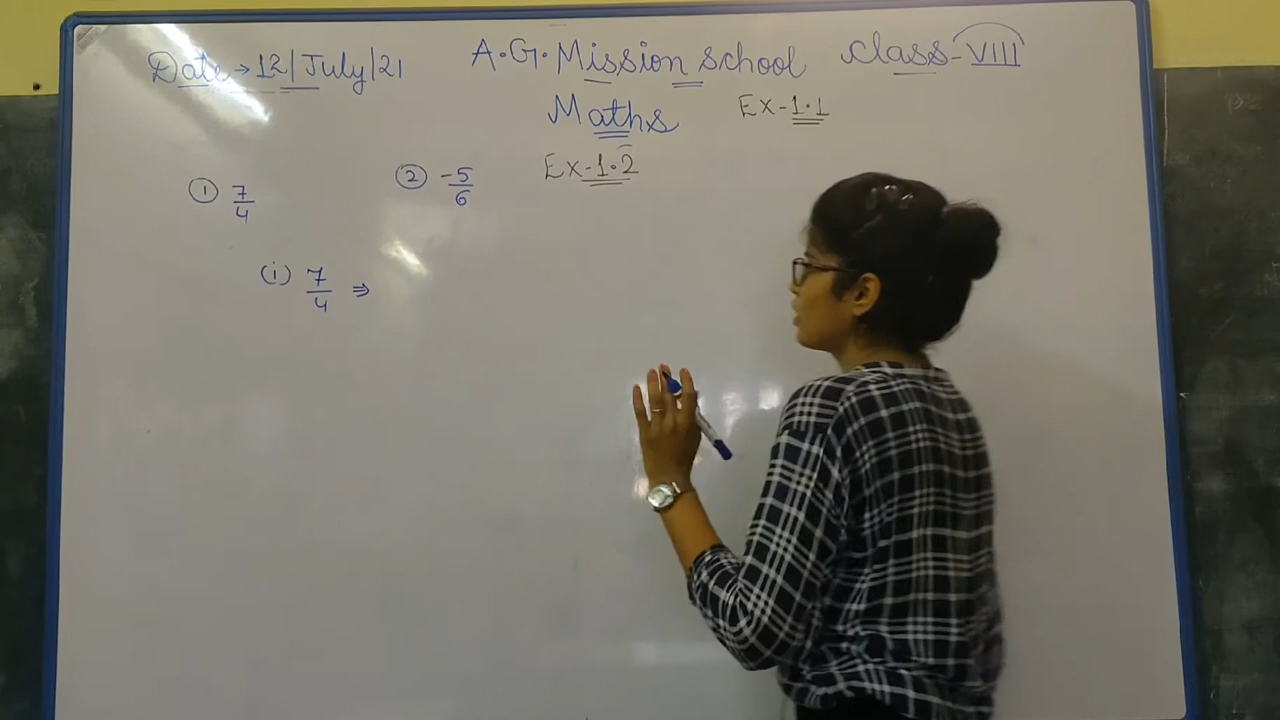 Date → 12/July/21 A.G. Mission school class-VIII
Maths Ex-1.1
Ex-1.2
① 7/4 ② -5/6
(i) 7/4 ⇒